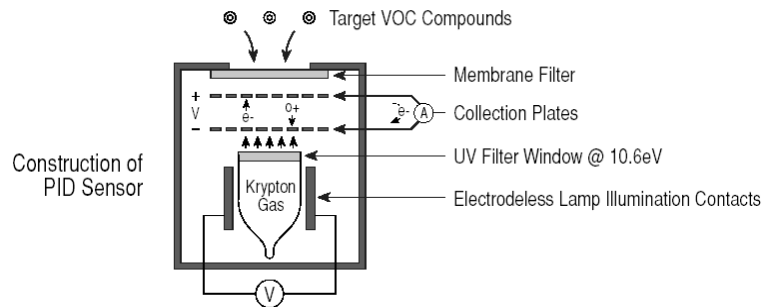 Target VOC Compounds
Membrane Filter
+
V
e-
o+
e-
A
Collection Plates
−
UV Filter Window @ 10.6eV
Construction of
PID Sensor
Krypton
Gas
Electrodeless Lamp Illumination Contacts
V